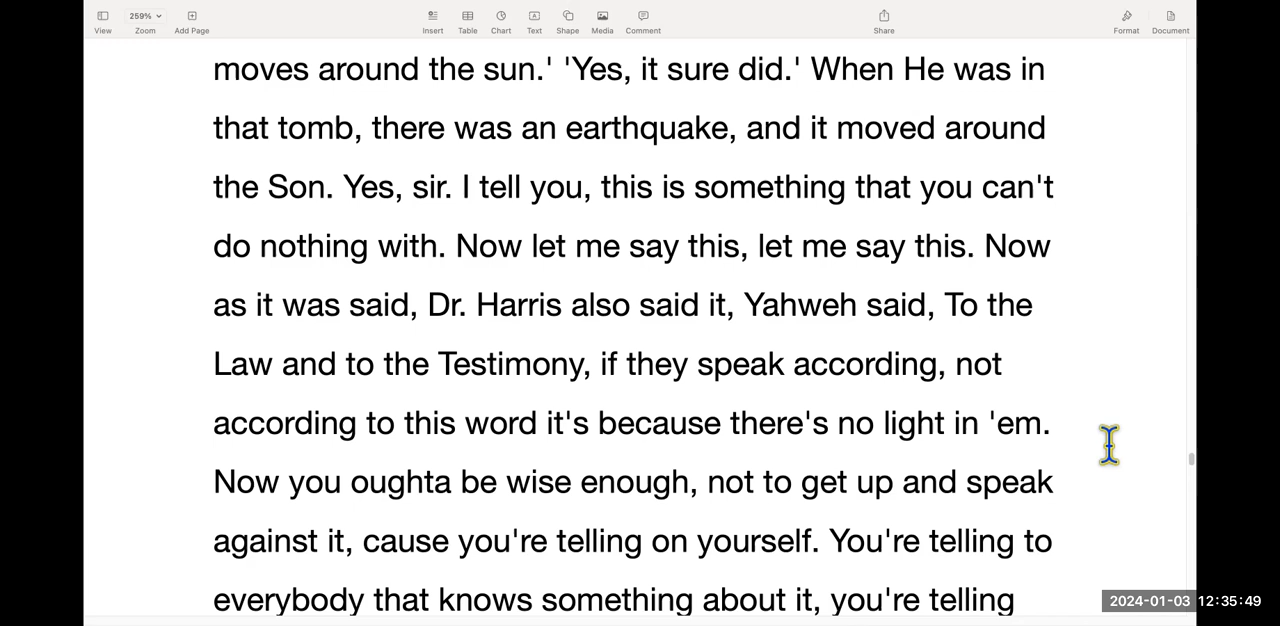 259%
View
Zoom
Add Page
Insert
Table
Chart
Text
Shape
Media
Comment
Share
Format
Document
moves around the sun.' 'Yes, it sure did.' When He was in
that tomb, there was an earthquake, and it moved around
the Son. Yes, sir. I tell you, this is something that you can't
do nothing with. Now let me say this, let me say this. Now
as it was said, Dr. Harris also said it, Yahweh said, To the
Law and to the Testimony, if they speak according, not
according to this word it's because there's no light in 'em.
Now you oughta be wise enough, not to get up and speak
against it, cause you're telling on yourself. You're telling to
everybody that knows something about it, you're telling
2024-01-03 12:35:49